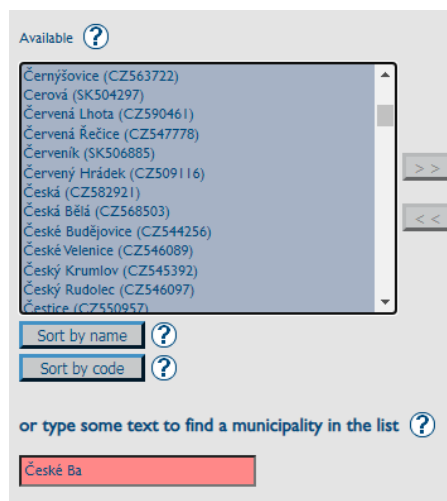 Available ?
Černýšovice (CZ563722)
Cerová (SK504297)
Červená Lhota (CZ590461)
Červená Řečice (CZ547778)
Červeník (SK506885)
Červený Hrádek (CZ509116)
Česká (CZ582921)
Česká Bělá (CZ568503)
České Budějovice (CZ544256)
České Velenice (CZ546089)
Český Krumlov (CZ545392)
Český Rudolec (CZ546097)
Čestice (CZ550957)
>>
<<
Sort by name ?
Sort by code ?
or type some text to find a municipality in the list ?
České Ba